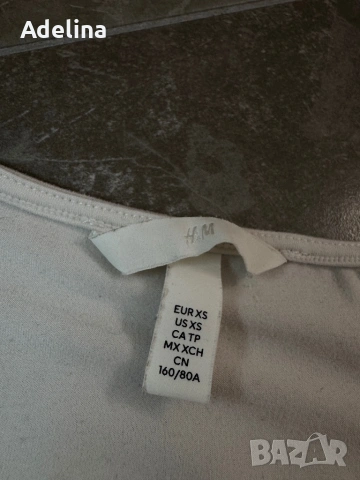 Adelina
H&M
EUR XS
US XS
CA TP
MX XCH
CN
160/80A
BAZAR